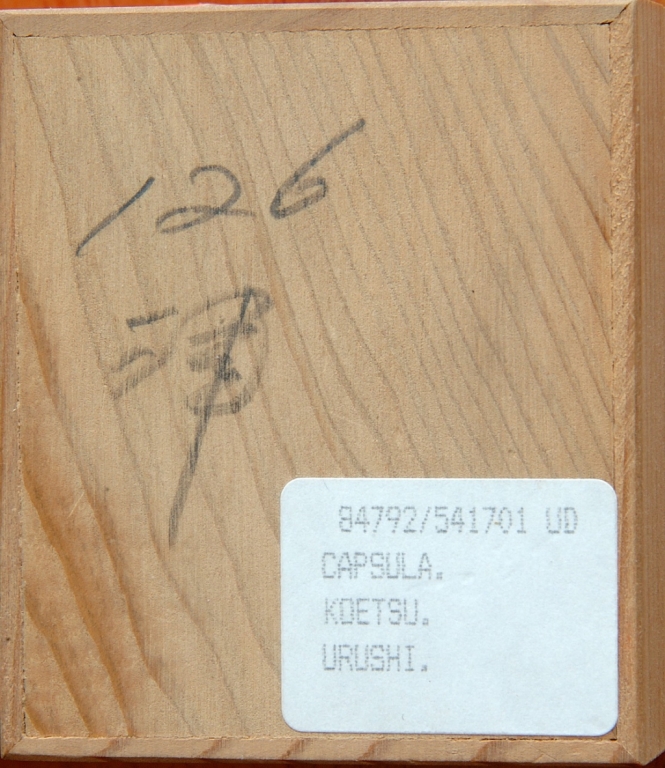 126
84792/541701 UD
CAPSULA.
KOETSU.
URUSHI.